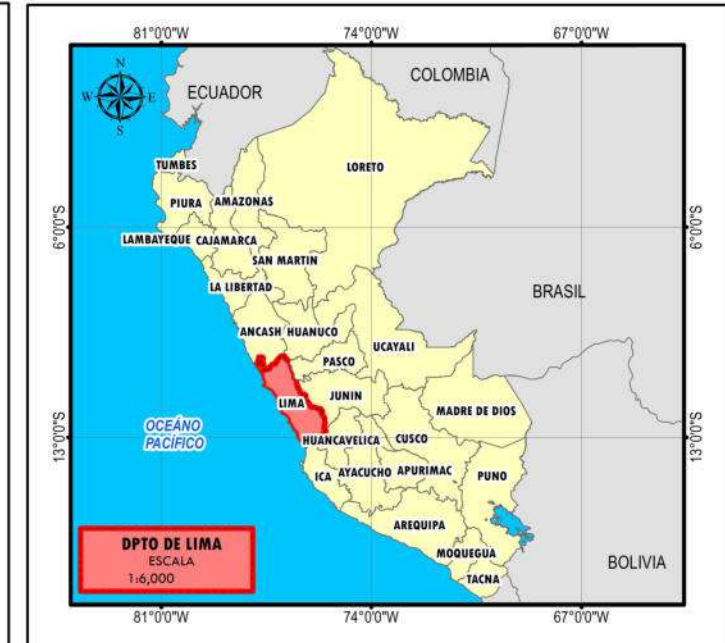 81°0'0"W 74°0'0"W 67°0'0"W
N
W E
S
COLOMBIA
ECUADOR
TUMBES
LORETO
PIURA AMAZONAS
6°0'0"S 6°0'0"S
LAMBAYEQUE CAJAMARCA
SAN MARTIN
LA LIBERTAD
BRASIL
ANCASH HUANUCO
UCAYALI
PASCO
JUNIN
LIMA
MADRE DE DIOS
OCEÁNO
PACÍFICO
13°0'0"S 13°0'0"S
HUANCAVELICA CUSCO
ICA AYACUCHO APURIMAC PUNO
AREQUIPA
DPTO DE LIMA
ESCALA
1:6,000
MOQUEGUA
BOLIVIA
TACNA
81°0'0"W 74°0'0"W 67°0'0"W